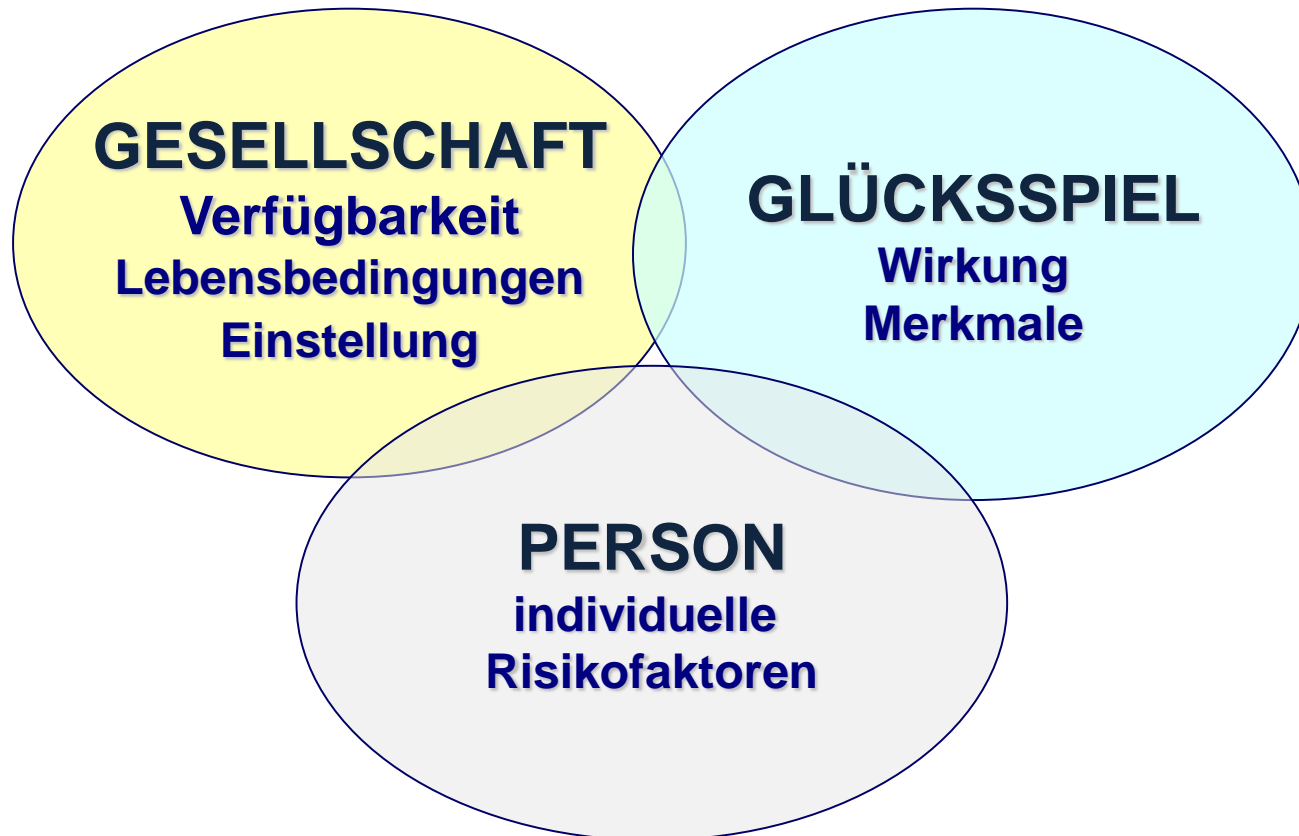 GESELLSCHAFT
Verfügbarkeit
Lebensbedingungen
Einstellung
GLÜCKSSPIEL
Wirkung
Merkmale
PERSON
individuelle
Risikofaktoren